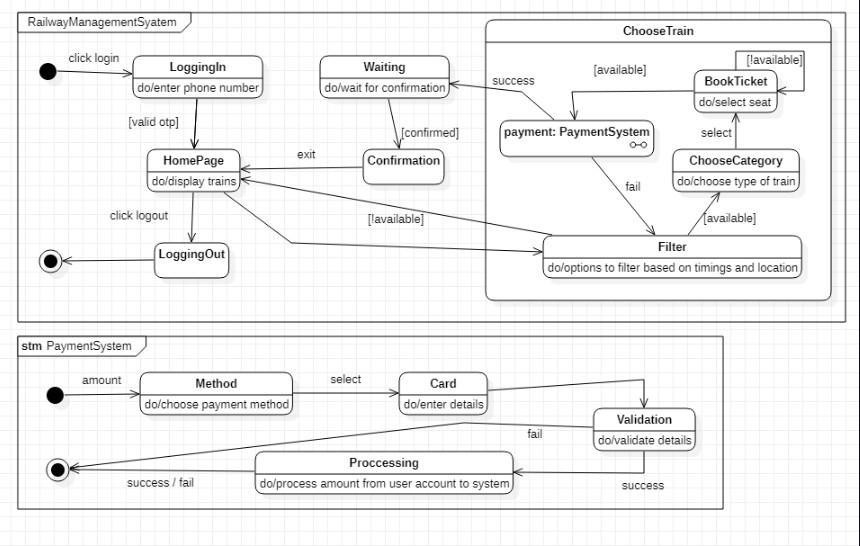 RailwayManagementSyatem
ChooseTrain
click login
LoggingIn
do/enter phone number
Waiting
do/wait for confirmation
success
[available]
[!available]
BookTicket
do/select seat
[valid otp]
[confirmed]
payment: PaymentSystem
select
HomePage
do/display trains
exit
Confirmation
ChooseCategory
do/choose type of train
fail
click logout
[!available]
[available]
LoggingOut
Filter
do/options to filter based on timings and location
stm PaymentSystem
amount
Method
do/choose payment method
select
Card
do/enter details
Validation
do/validate details
fail
Proccessing
do/process amount from user account to system
success / fail
success